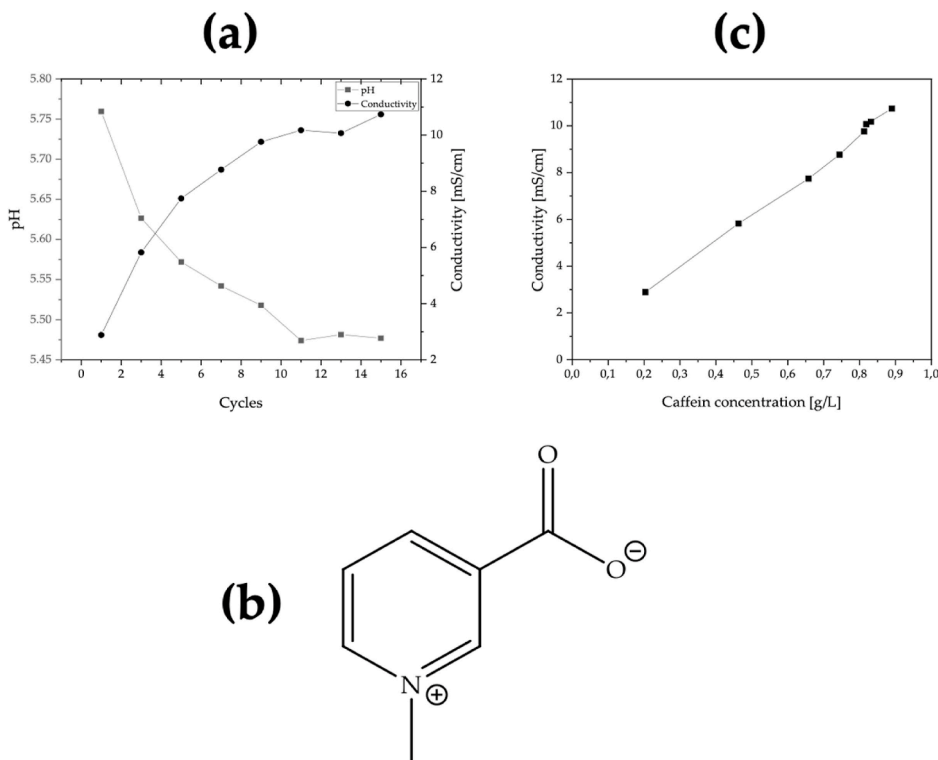 (a)
5.80
5.75
5.70
5.65
5.60
5.55
5.50
5.45
pH
12
10
8
6
4
2
Conductivity [mS/cm]
pH
Conductivity
0 2 4 6 8 10 12 14 16
Cycles
(c)
12
10
8
6
4
2
0
Conductivity [mS/cm]
0,0 0,1 0,2 0,3 0,4 0,5 0,6 0,7 0,8 0,9 1,0
Caffein concentration [g/L]
(b)
O
O⊖
N⊕